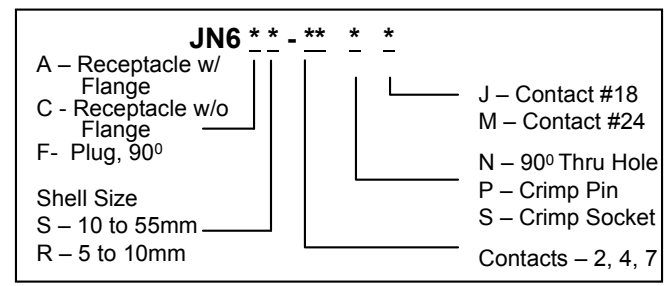 JN6 * * - ** * *
A – Receptacle w/
Flange
C - Receptacle w/o
Flange
F- Plug, 90⁰
Shell Size
S – 10 to 55mm
R – 5 to 10mm
J – Contact #18
M – Contact #24
N – 90⁰ Thru Hole
P – Crimp Pin
S – Crimp Socket
Contacts – 2, 4, 7